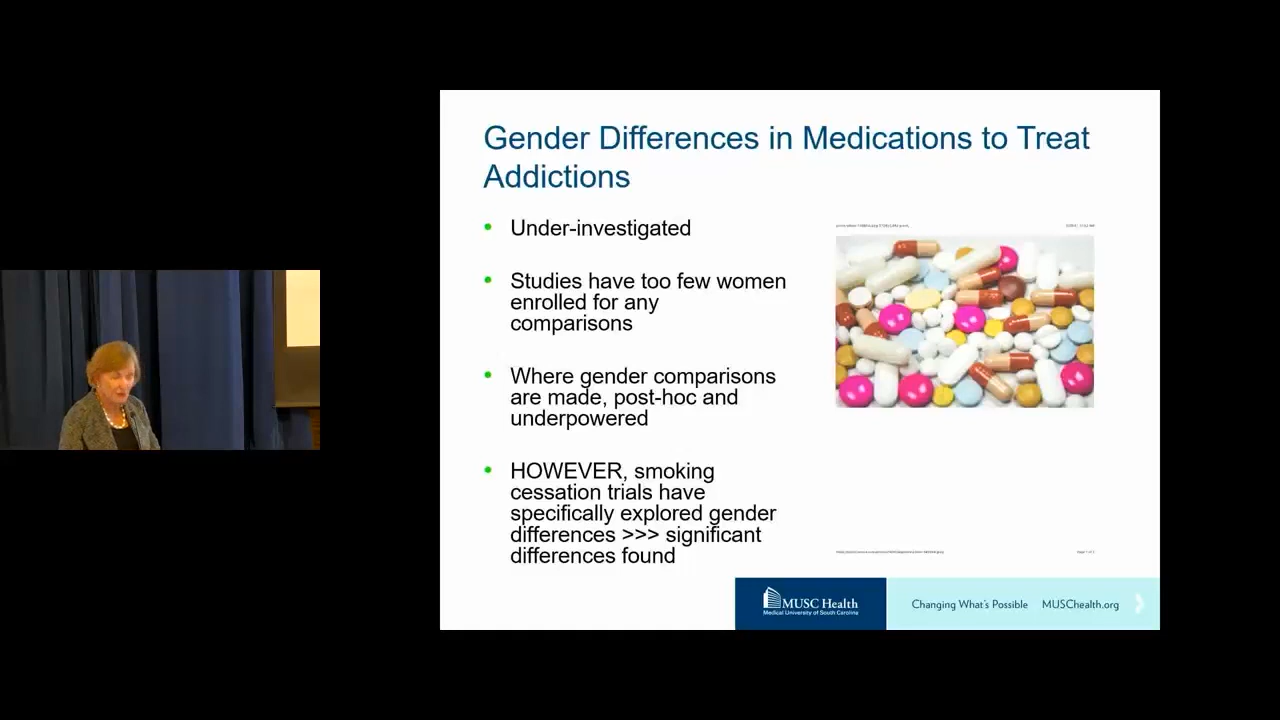 Gender Differences in Medications to Treat
Addictions
• Under-investigated
• Studies have too few women
enrolled for any
comparisons
• Where gender comparisons
are made, post-hoc and
underpowered
• HOWEVER, smoking
cessation trials have
specifically explored gender
differences >>> significant
differences found
MUSC Health
Medical University of South Carolina
Changing What's Possible MUSChealth.org